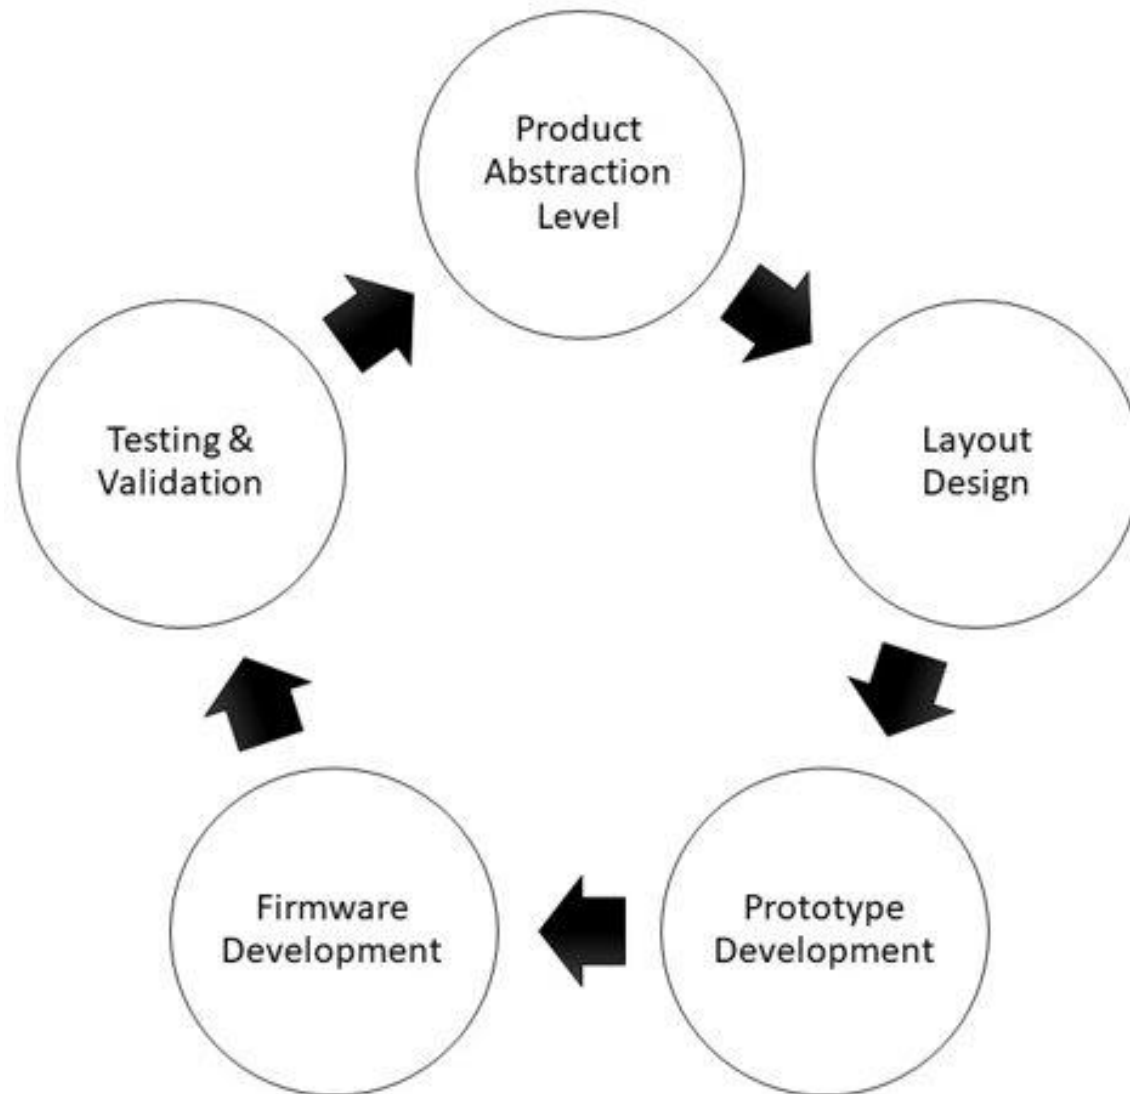 Product
Abstraction
Level
Layout
Design
Prototype
Development
Firmware
Development
Testing &
Validation